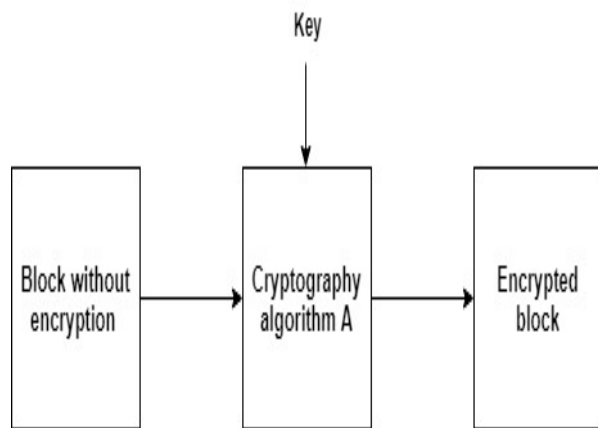 Key
Block without
encryption
Cryptography
algorithm A
Encrypted
block